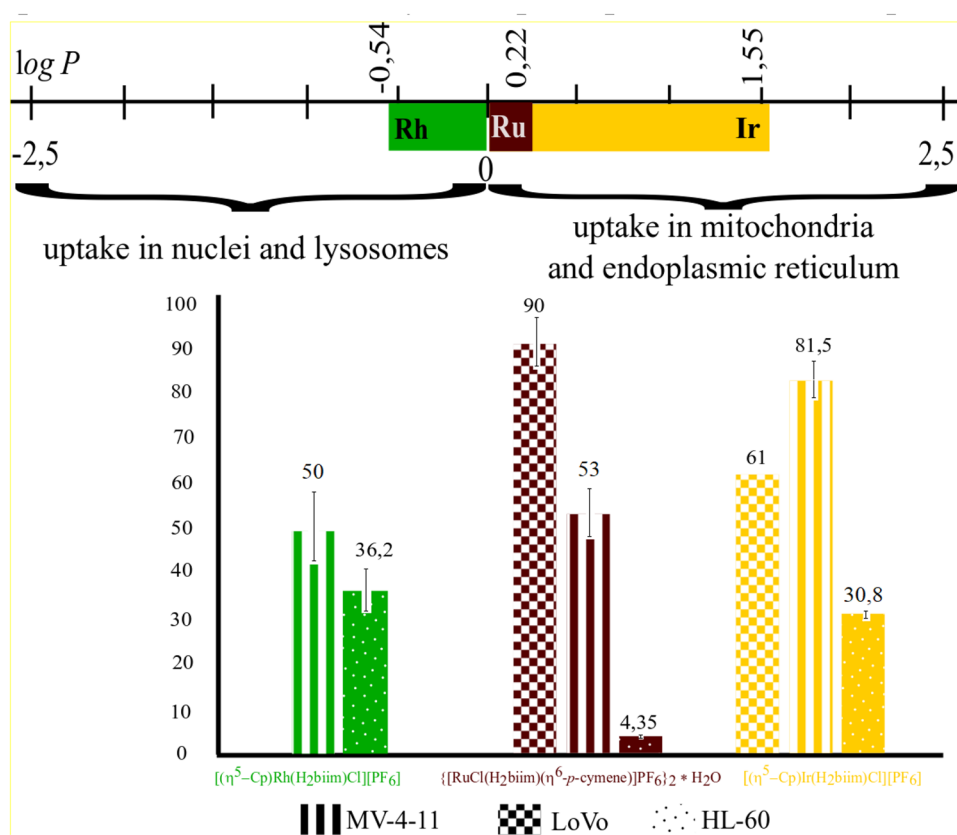 log P
-0,54
0,22
1,55
Rh
Ru
Ir
-2,5
0
2,5
uptake in nuclei and lysosomes
uptake in mitochondria
and endoplasmic reticulum
100
90
80
70
60
50
40
30
20
10
0
50
36,2
90
53
4,35
61
81,5
30,8
[(η⁵–Cp)Rh(H2biim)Cl][PF₆]
{[RuCl(H2biim)(η⁶-p-cymene)]PF₆}₂ * H₂O
[(η⁵–Cp)Ir(H2biim)Cl][PF₆]
MV-4-11
LoVo
HL-60